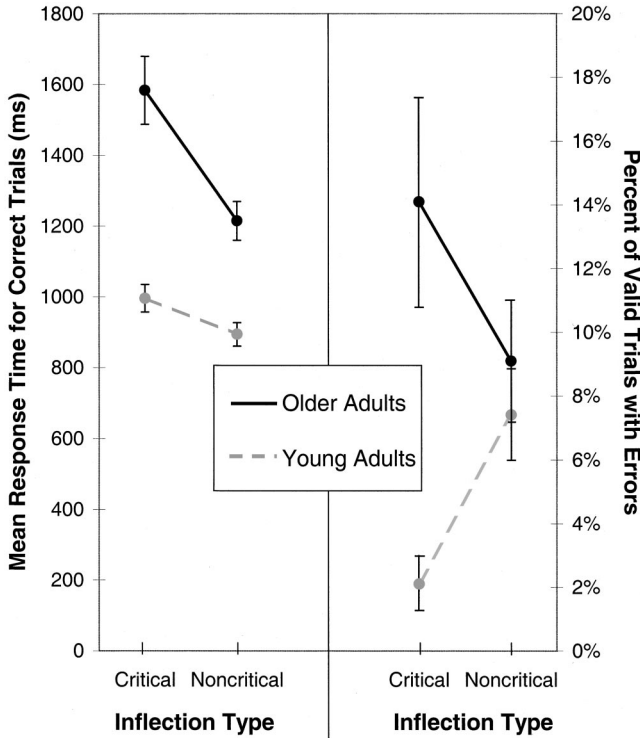 Mean Response Time for Correct Trials (ms)
1800
1600
1400
1200
1000
800
600
400
200
0
20%
18%
16%
14%
12%
10%
8%
6%
4%
2%
0%
Percent of Valid Trials with Errors
Older Adults
Young Adults
Critical Noncritical
Inflection Type
Critical Noncritical
Inflection Type